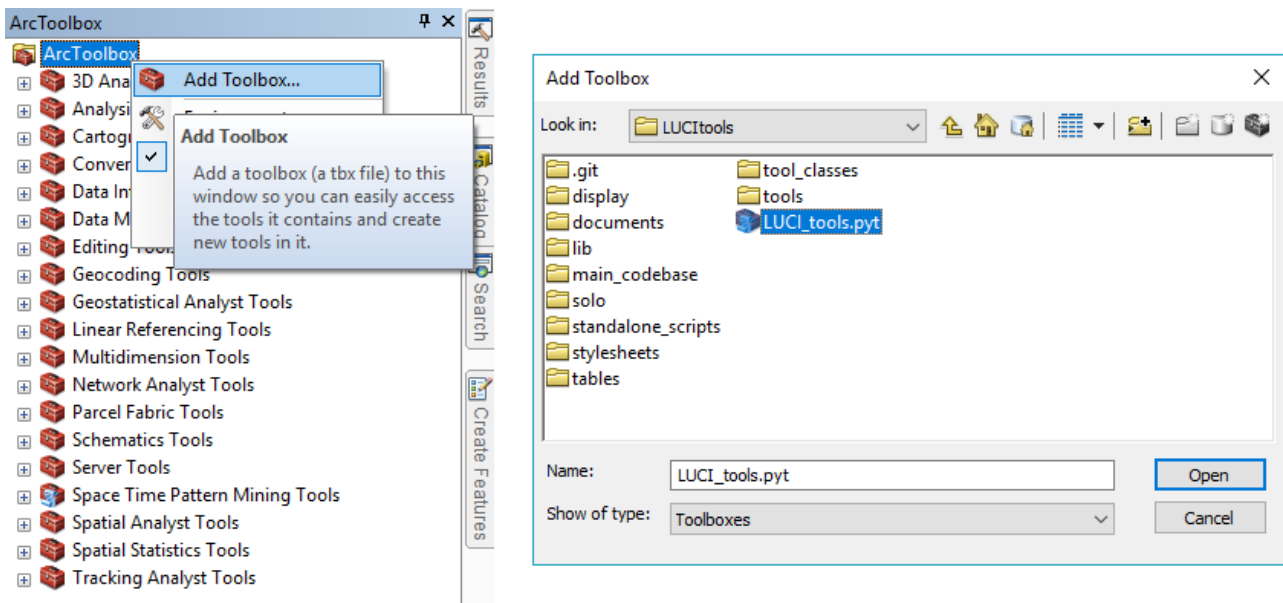 ArcToolbox
ArcToolbox
3D Ana
Add Toolbox...
Analysi
Cartogr
Add Toolbox
Conver
Add a toolbox (a tbx file) to this
window so you can easily access
the tools it contains and create
new tools in it.
Data In
Data M
Editing
Geocoding Tools
Geostatistical Analyst Tools
Linear Referencing Tools
Multidimension Tools
Network Analyst Tools
Parcel Fabric Tools
Schematics Tools
Server Tools
Space Time Pattern Mining Tools
Spatial Analyst Tools
Spatial Statistics Tools
Tracking Analyst Tools
Results
Catalog
Search
Create Features
Add Toolbox
Look in:
LUCItools
.git
display
documents
lib
main_codebase
solo
standalone_scripts
stylesheets
tables
tool_classes
tools
LUCI_tools.pyt
Name:
LUCI_tools.pyt
Open
Show of type:
Toolboxes
Cancel